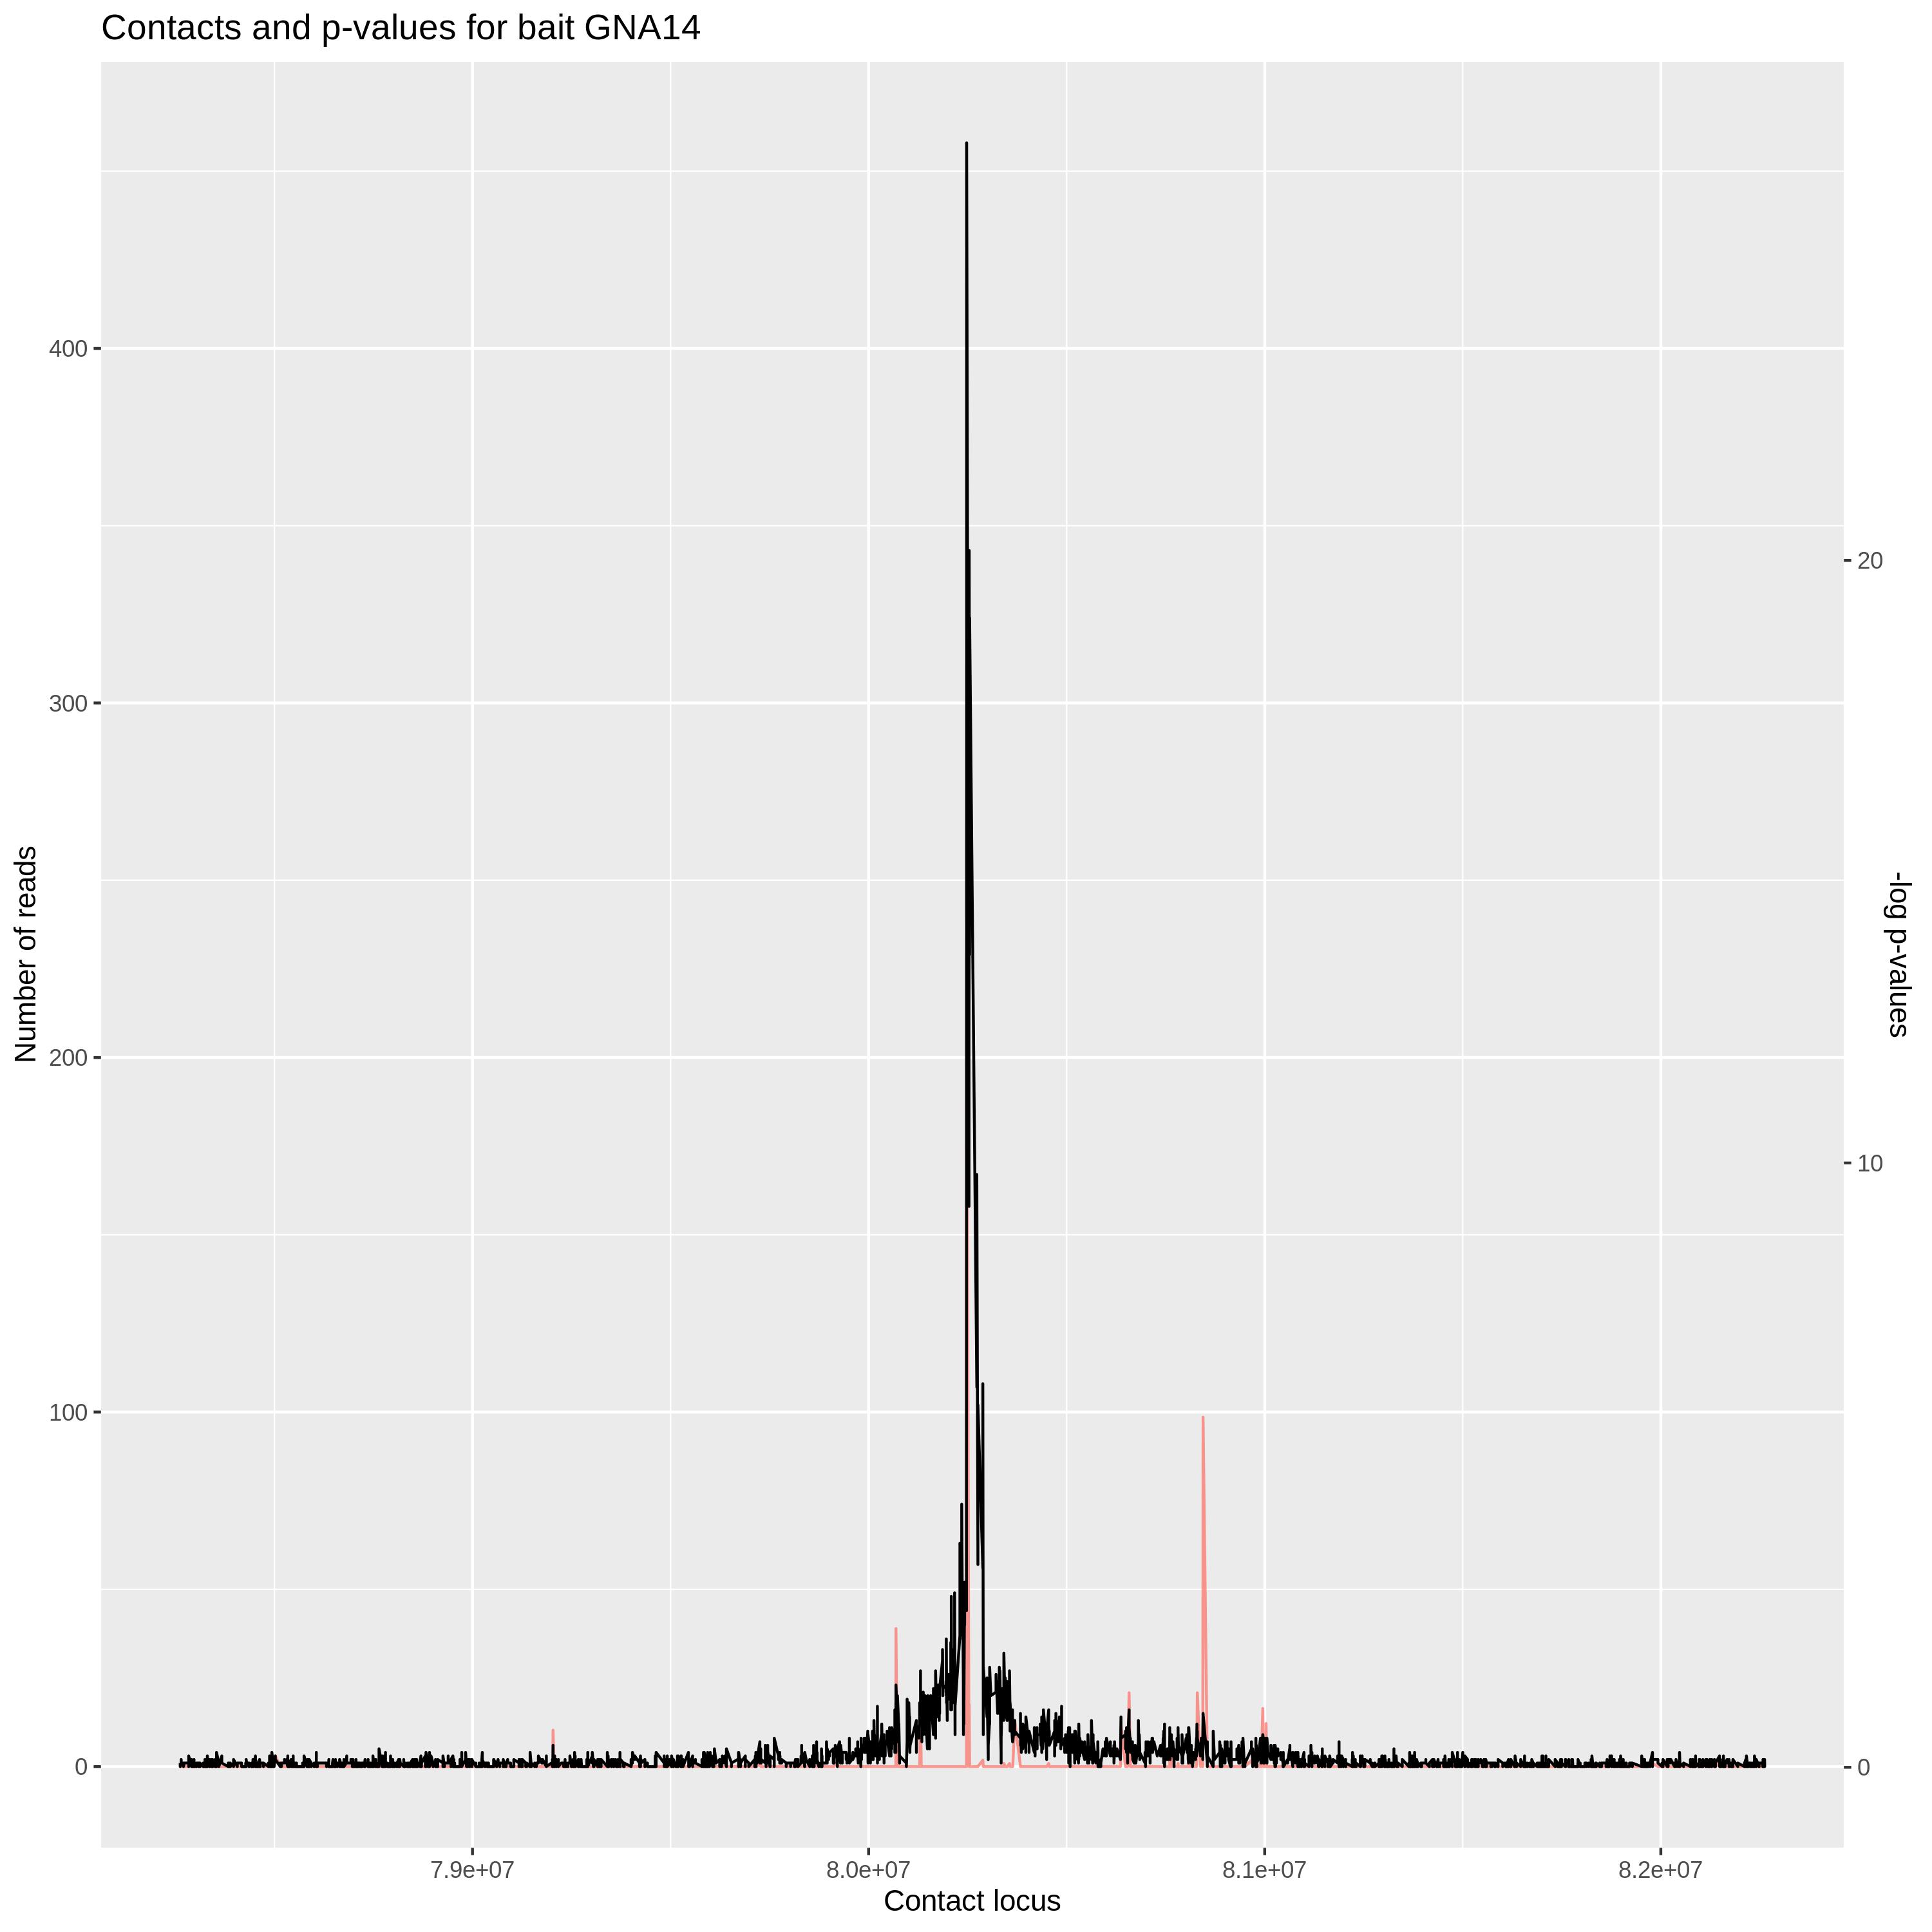 Contacts and p-values for bait GNA14
400
300
200
100
0
Number of reads
20
10
0
-log p-values
7.9e+07
8.0e+07
8.1e+07
8.2e+07
Contact locus